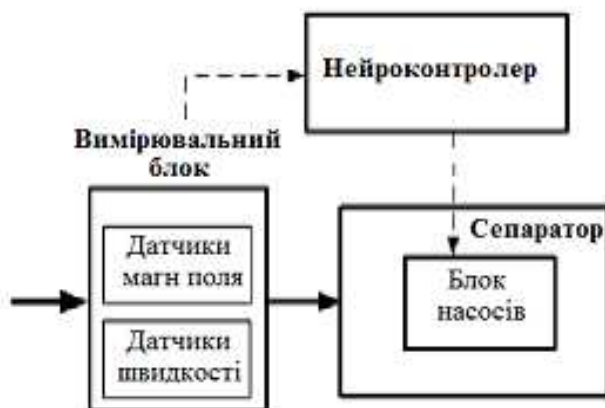 Нейроконтролер
Вимірювальний
блок
Датчики
магн поля
Датчики
швидкості
Сепаратор
Блок
насосів